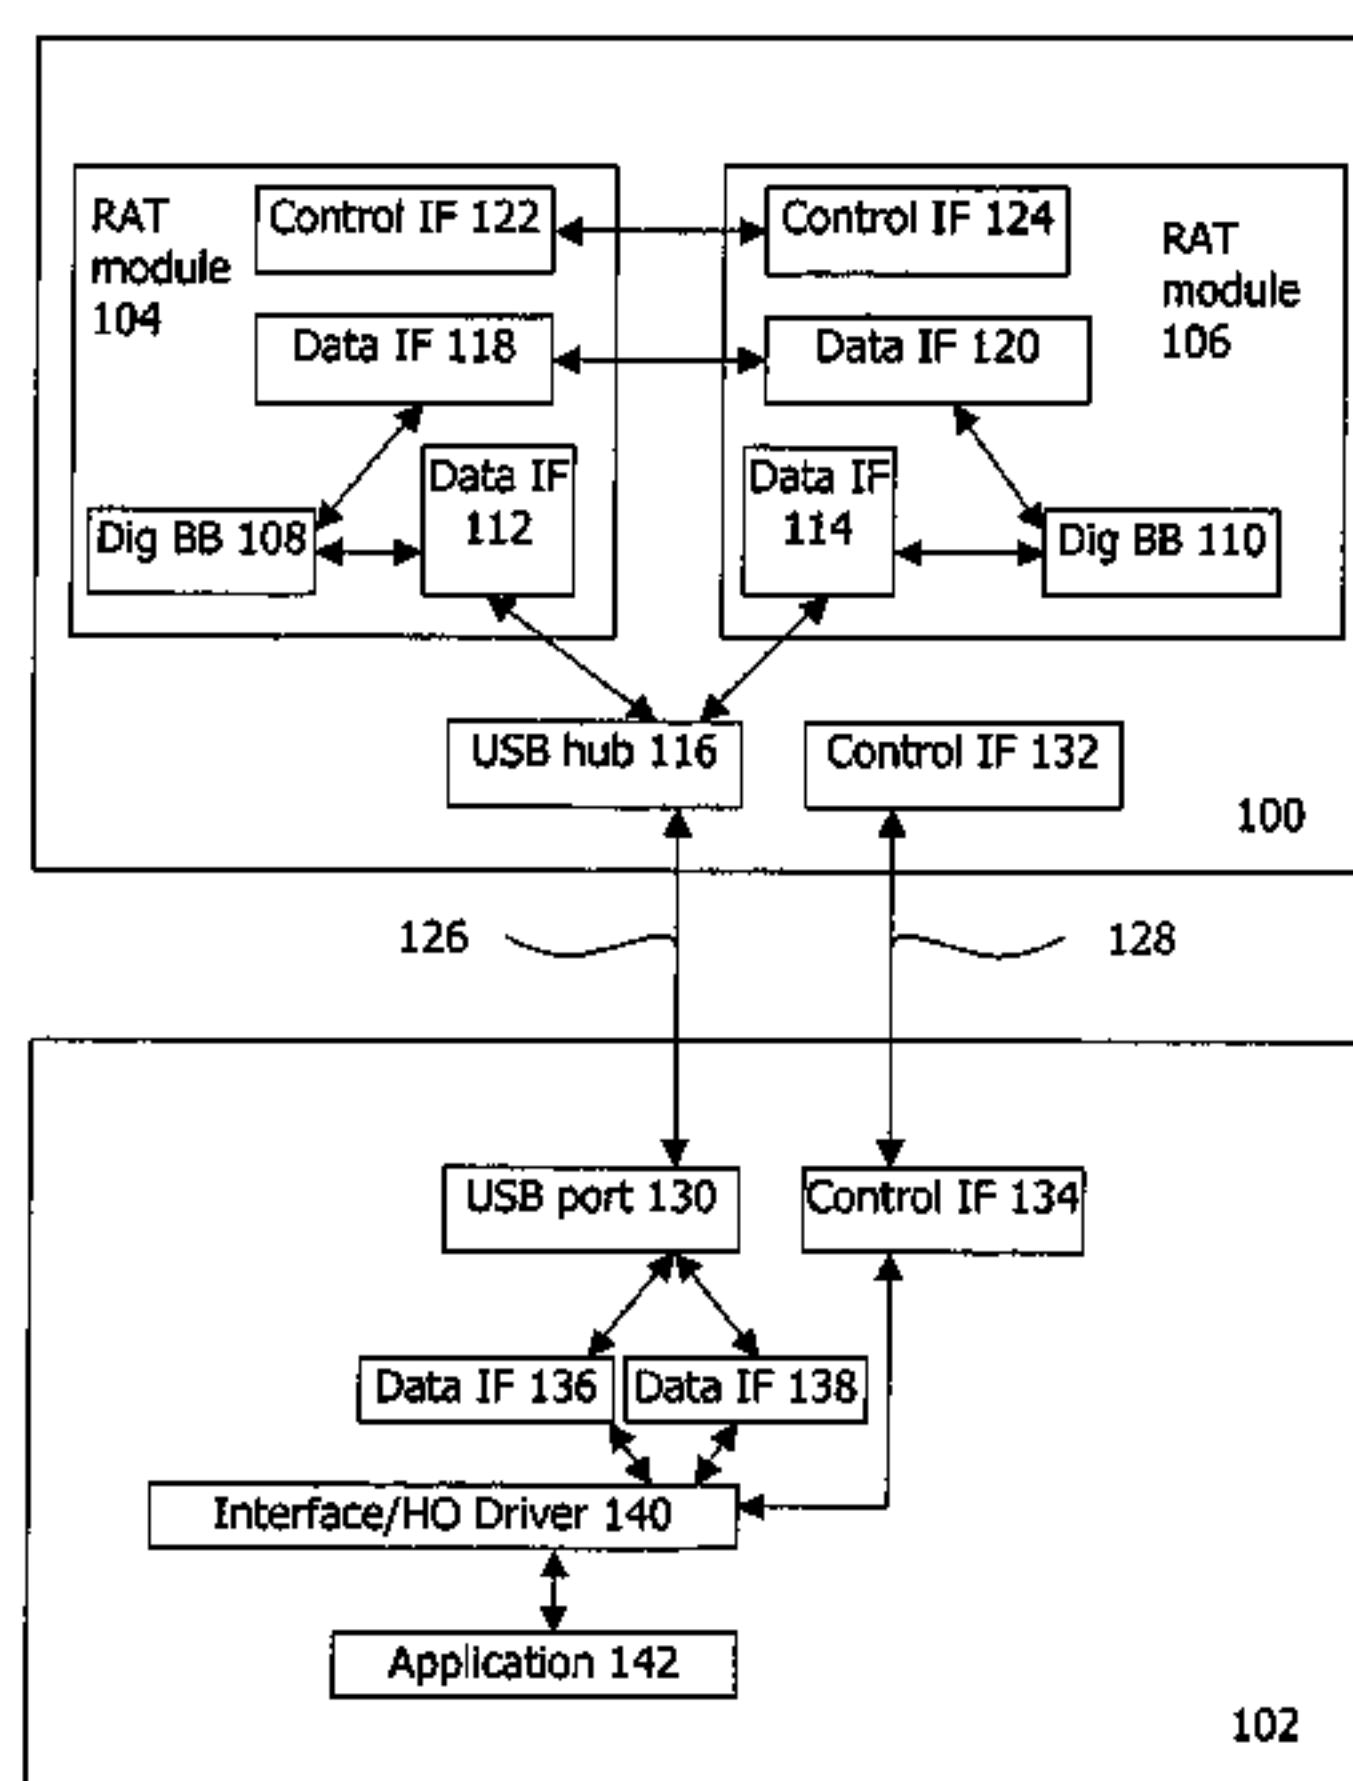 RAT
module
104
Control IF 122
Data IF 118
Data IF
112
Dig BB 108
Control IF 124
RAT
module
106
Data IF 120
Data IF
114
Dig BB 110
USB hub 116
Control IF 132
100
126
128
USB port 130
Control IF 134
Data IF 136
Data IF 138
Interface/HO Driver 140
Application 142
102